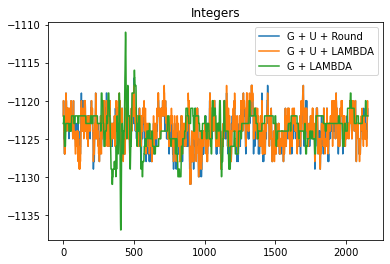 Integers
G + U + Round
G + U + LAMBDA
G + LAMBDA
−1110
−1115
−1120
−1125
−1130
−1135
0 500 1000 1500 2000